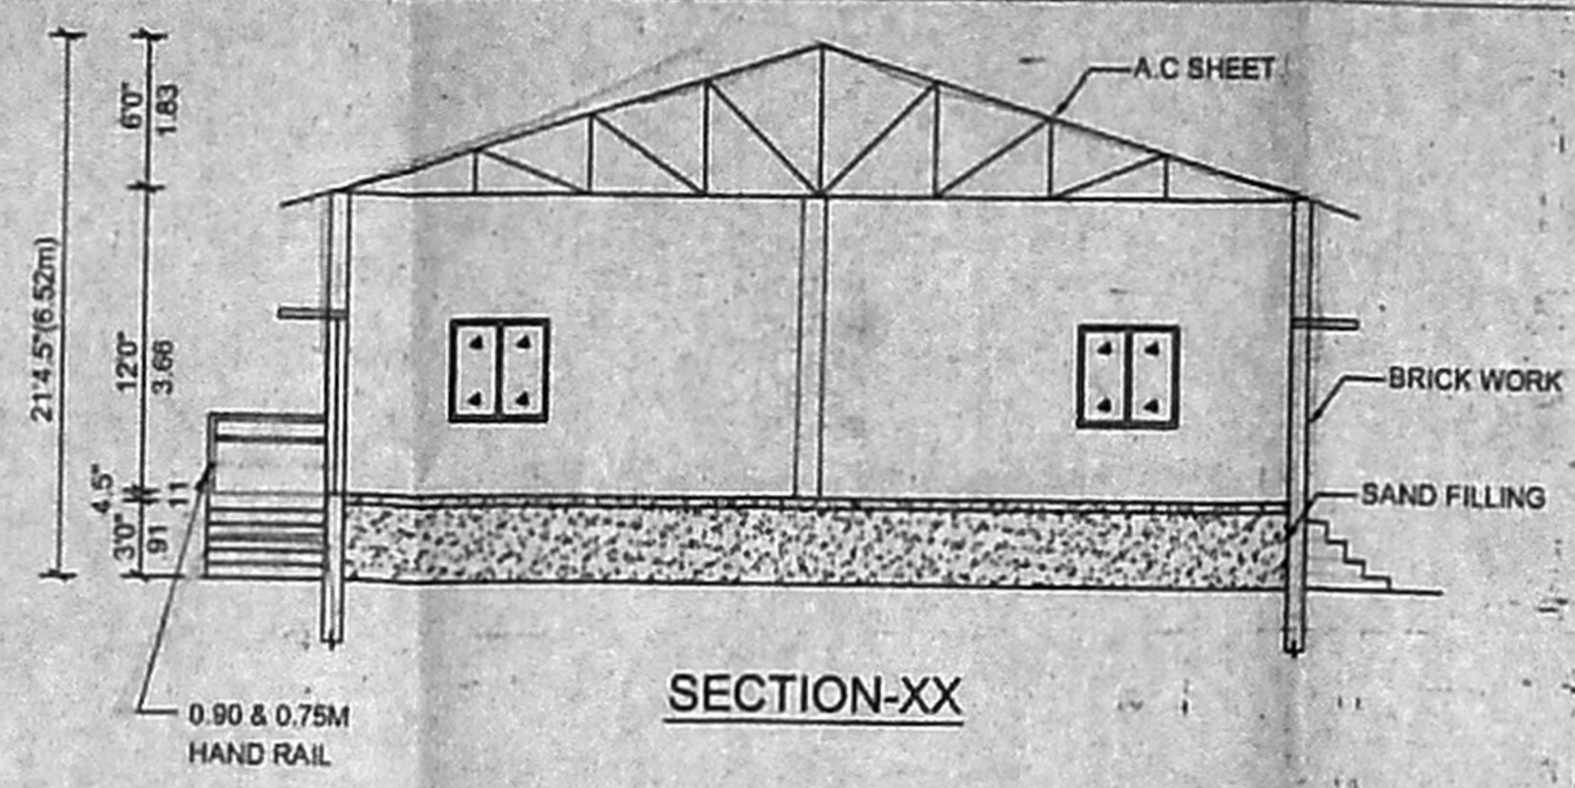 A.C SHEET
6'0"
1.83
21'4.5"(6.52m)
12'0"
3.66
BRICK WORK
4.5"
11
SAND FILLING
3'0"
91
SECTION-XX
0.90 & 0.75M
HAND RAIL